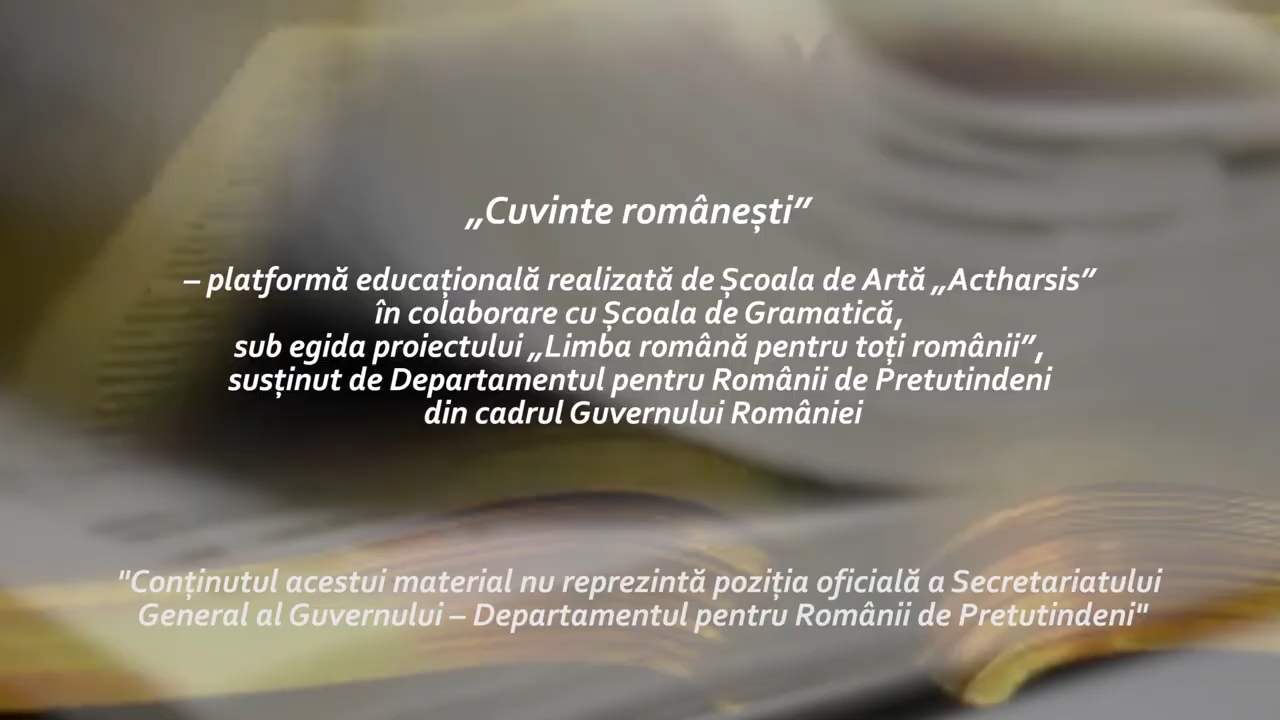 „Cuvinte românești”
– platformă educațională realizată de Școala de Artă „Actharsis”
în colaborare cu Școala de Gramatică,
sub egida proiectului „Limba română pentru toți românii”,
susținut de Departamentul pentru Românii de Pretutindeni
din cadrul Guvernului României
"Conținutul acestui material nu reprezintă poziția oficială a Secretariatului
General al Guvernului – Departamentul pentru Românii de Pretutindeni"